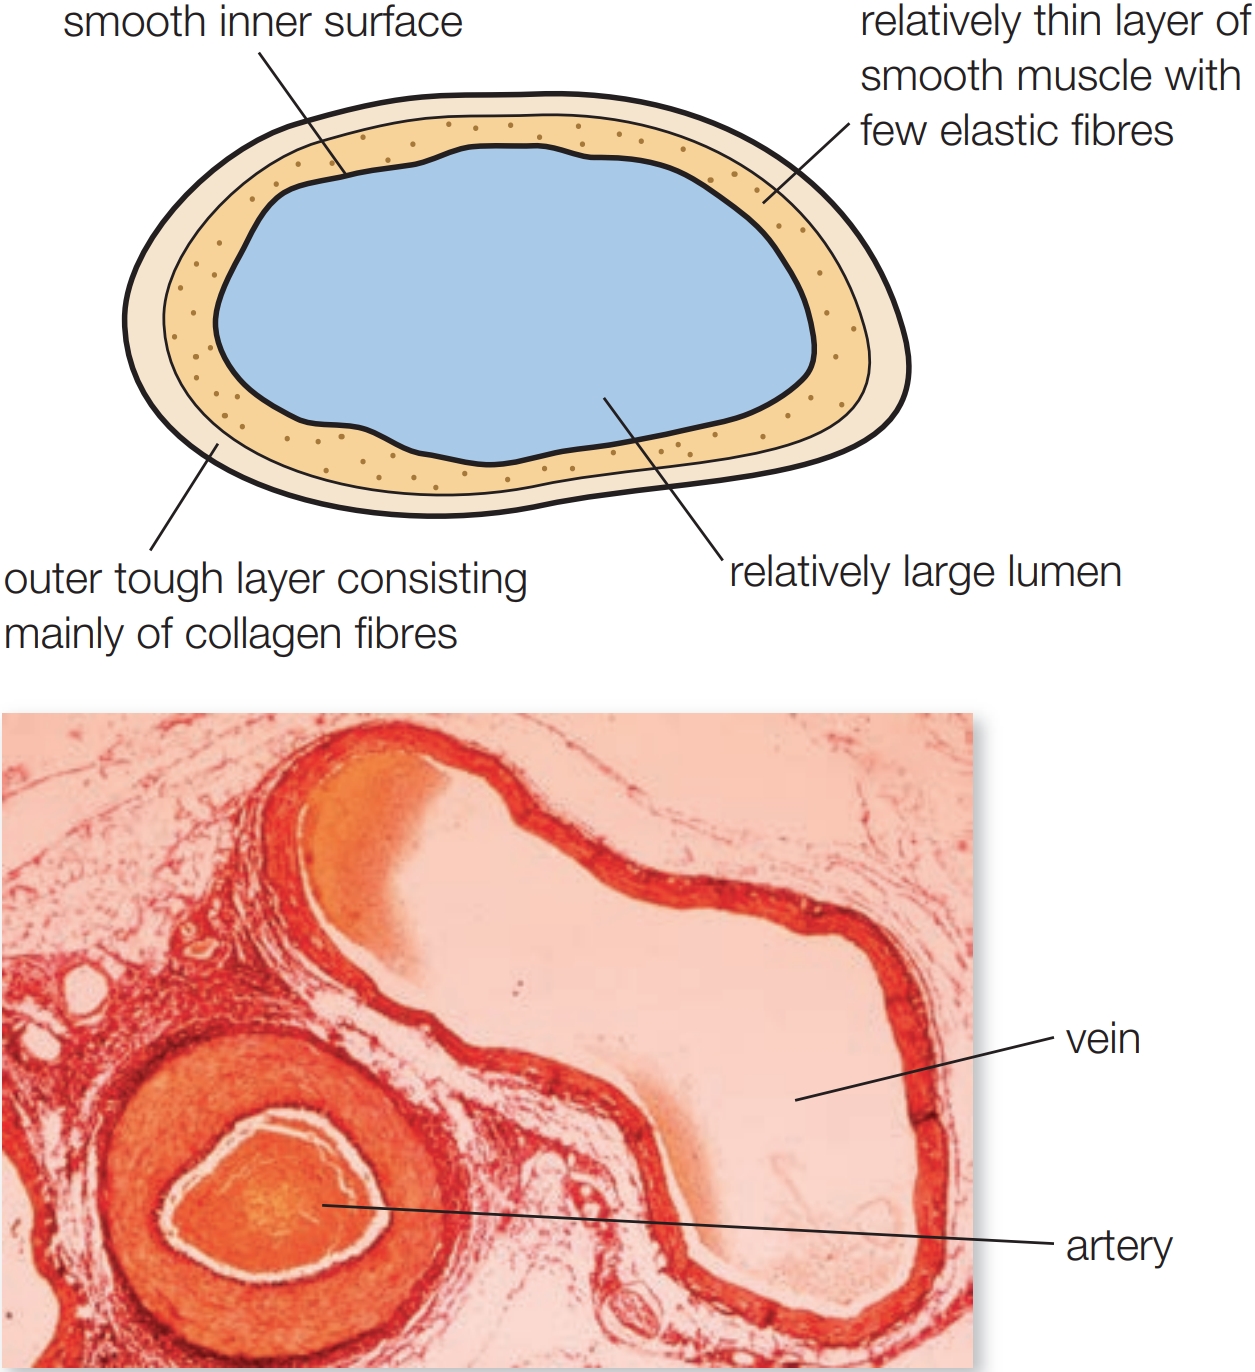 smooth inner surface
relatively thin layer of
smooth muscle with
few elastic fibres
outer tough layer consisting
mainly of collagen fibres
relatively large lumen
vein
artery